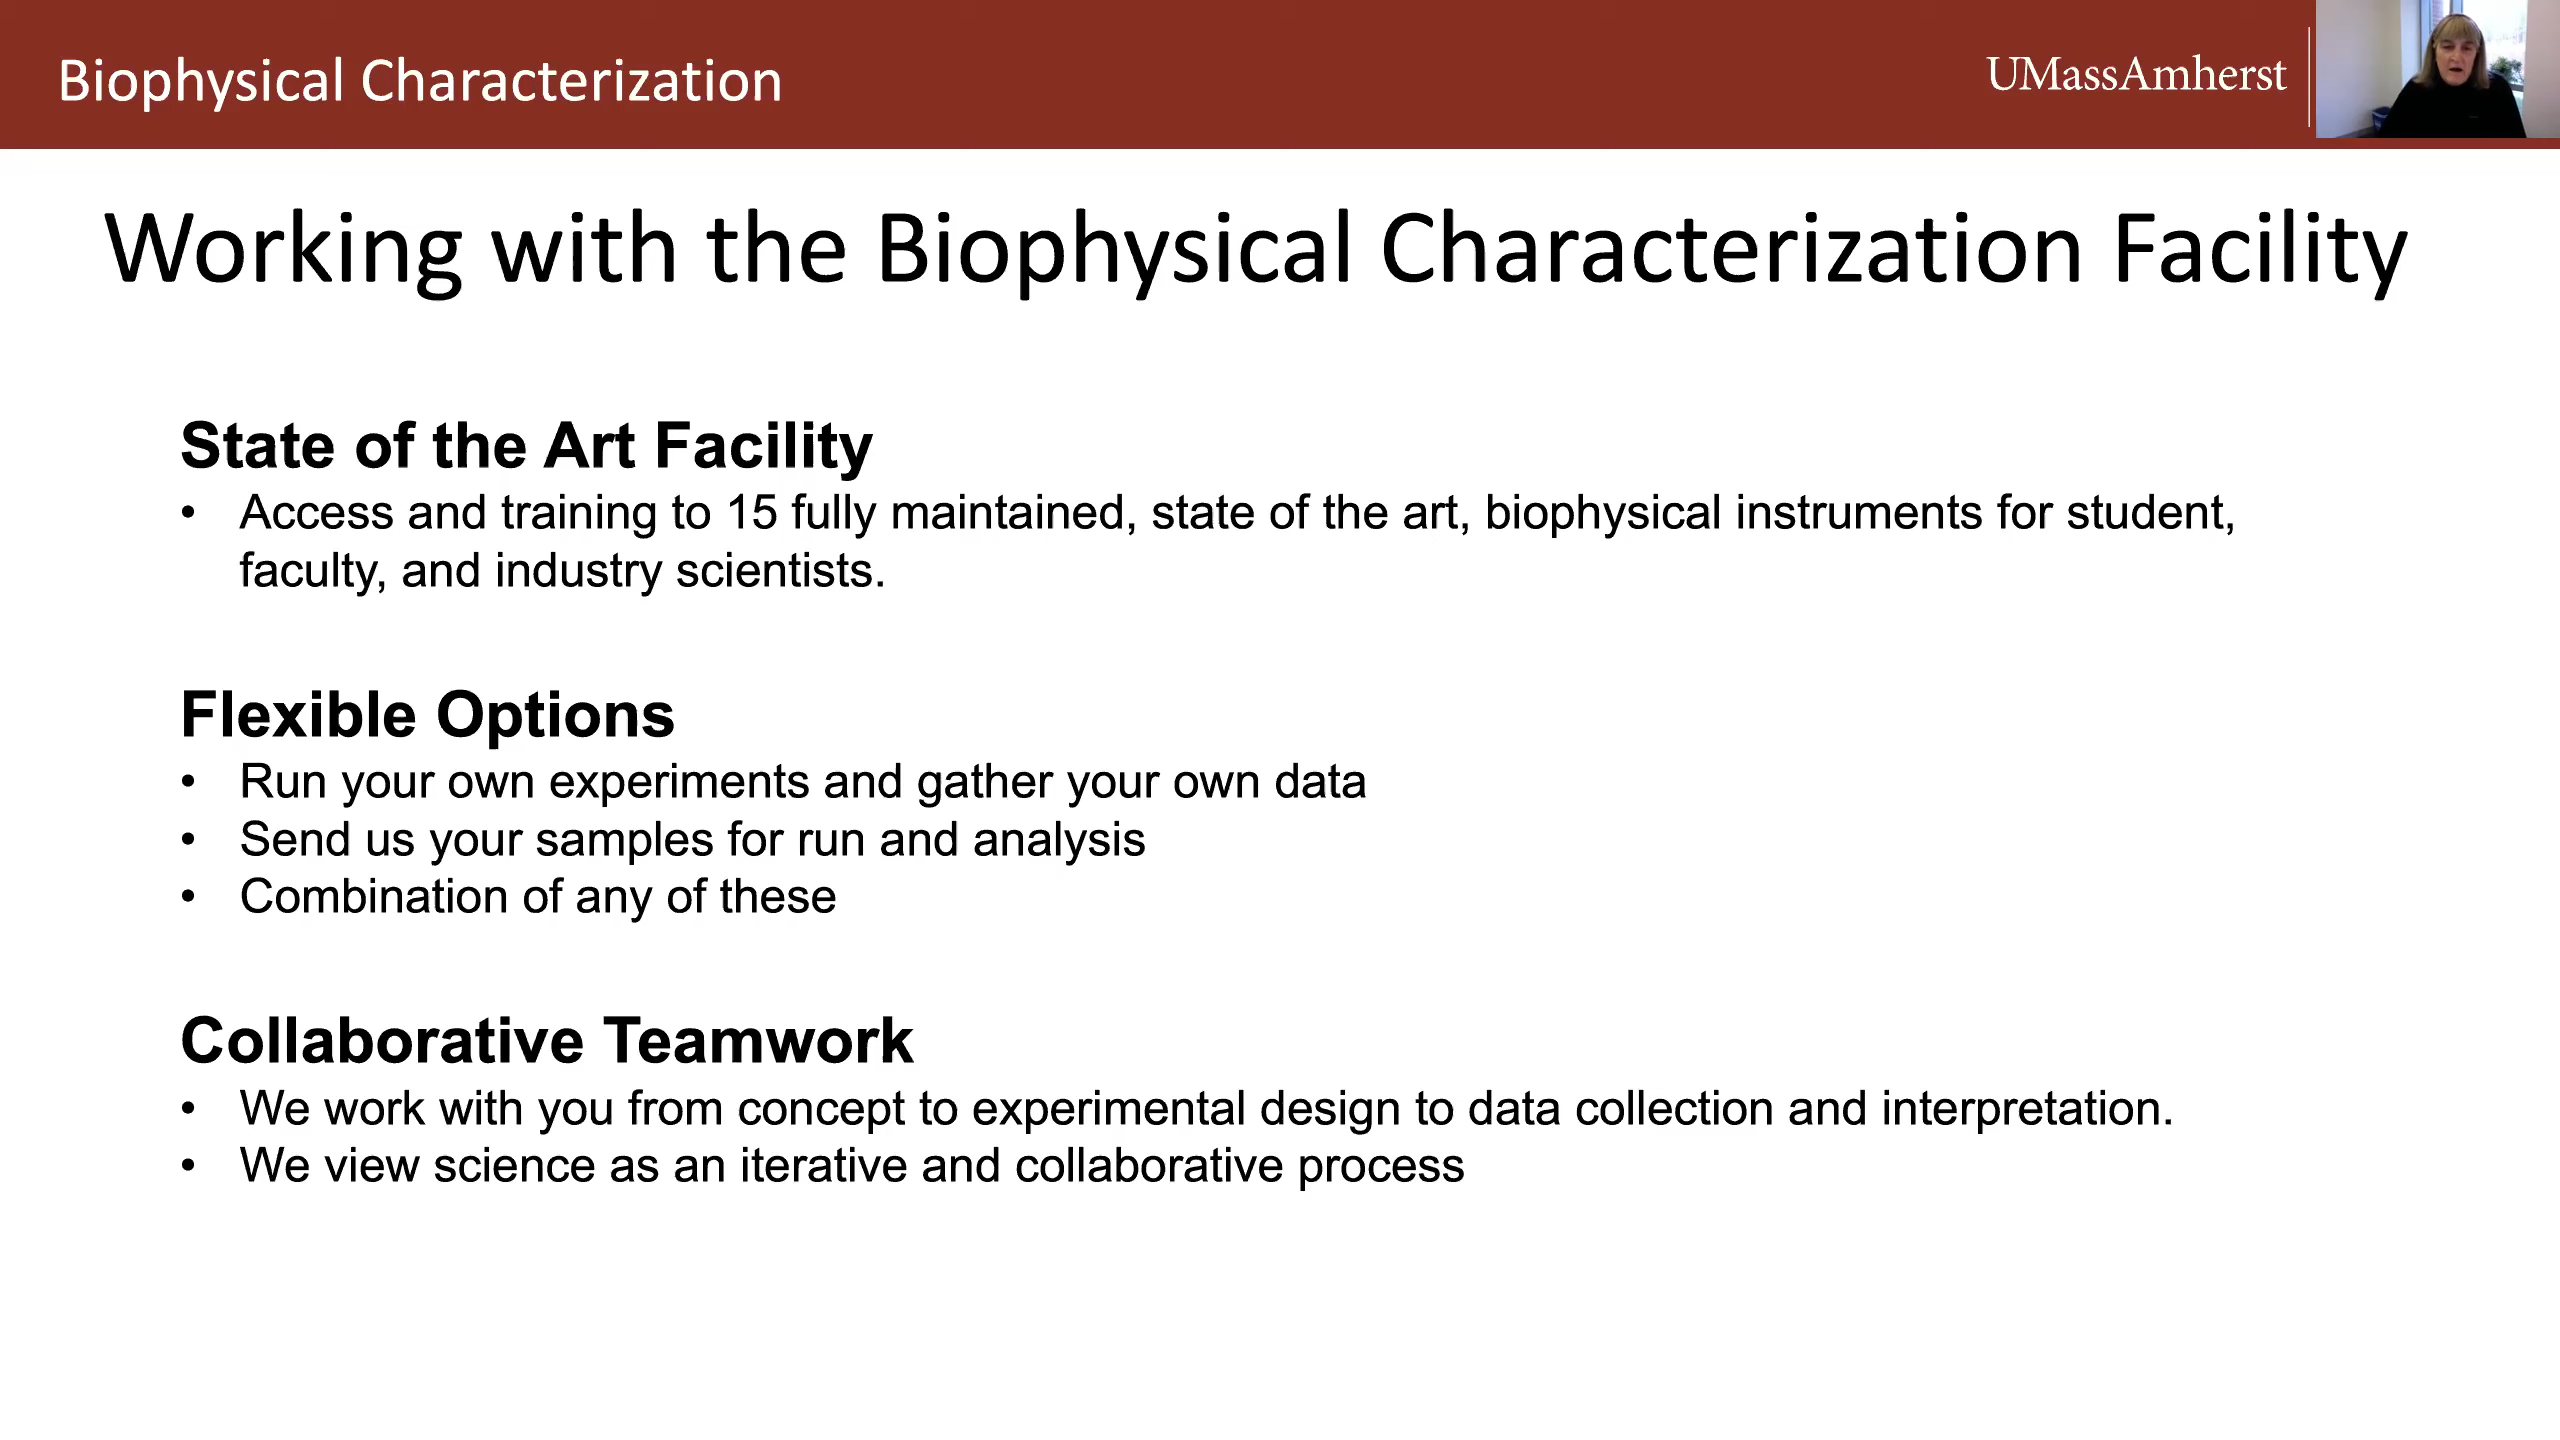 Biophysical Characterization
UMassAmherst
Working with the Biophysical Characterization Facility
State of the Art Facility
• Access and training to 15 fully maintained, state of the art, biophysical instruments for student,
faculty, and industry scientists.
Flexible Options
• Run your own experiments and gather your own data
• Send us your samples for run and analysis
• Combination of any of these
Collaborative Teamwork
• We work with you from concept to experimental design to data collection and interpretation.
• We view science as an iterative and collaborative process